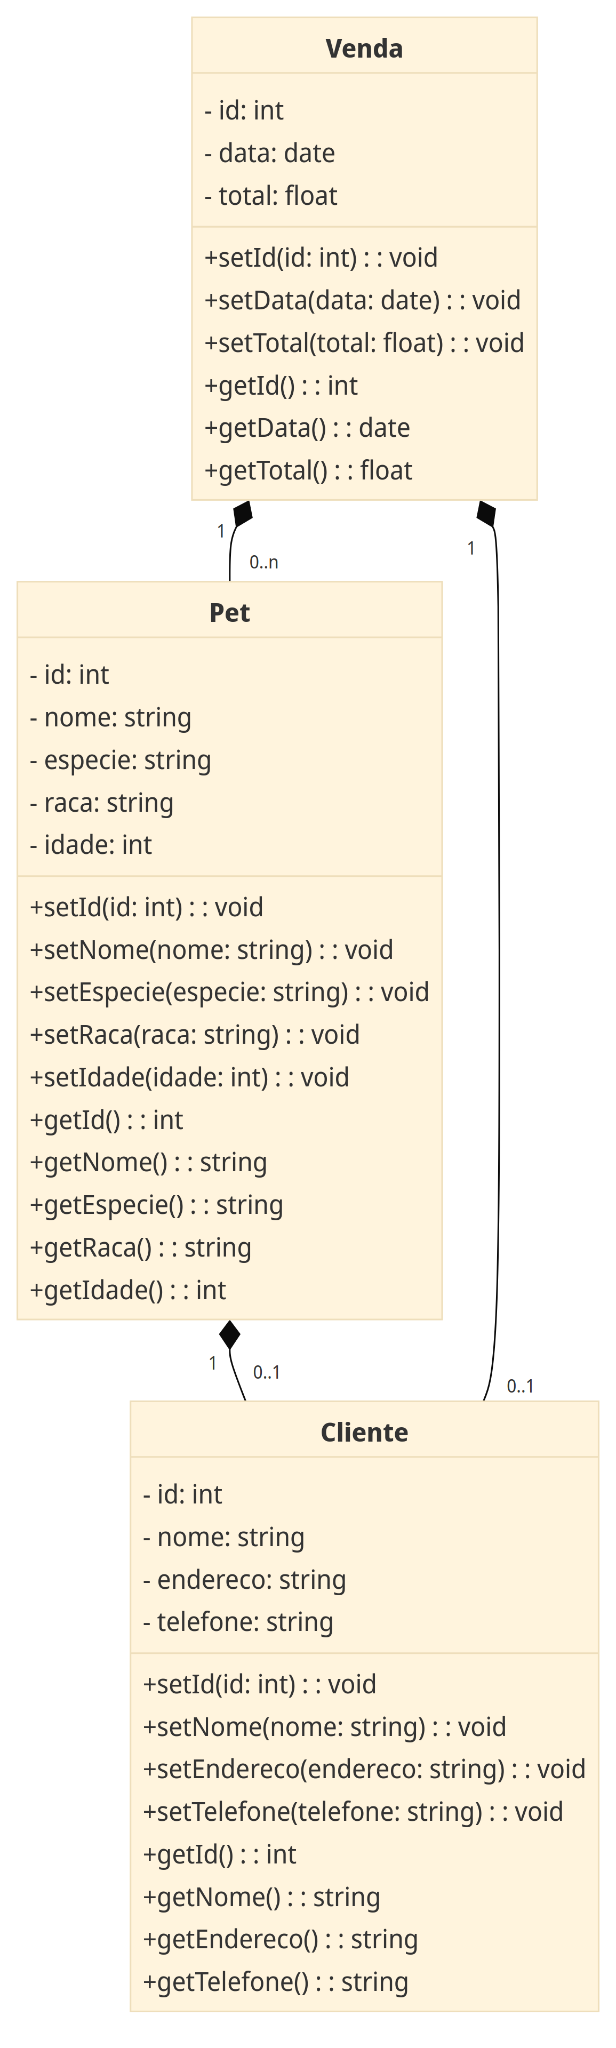 Venda
- id: int
- data: date
- total: float
+setId(id: int) : : void
+setData(data: date) : : void
+setTotal(total: float) : : void
+getId() : : int
+getData() : : date
+getTotal() : : float
1
1
0..n
Pet
- id: int
- nome: string
- especie: string
- raca: string
- idade: int
+setId(id: int) : : void
+setNome(nome: string) : : void
+setEspecie(especie: string) : : void
+setRaca(raca: string) : : void
+setIdade(idade: int) : : void
+getId() : : int
+getNome() : : string
+getEspecie() : : string
+getRaca() : : string
+getIdade() : : int
1
0..1
0..1
Cliente
- id: int
- nome: string
- endereco: string
- telefone: string
+setId(id: int) : : void
+setNome(nome: string) : : void
+setEndereco(endereco: string) : : void
+setTelefone(telefone: string) : : void
+getId() : : int
+getNome() : : string
+getEndereco() : : string
+getTelefone() : : string